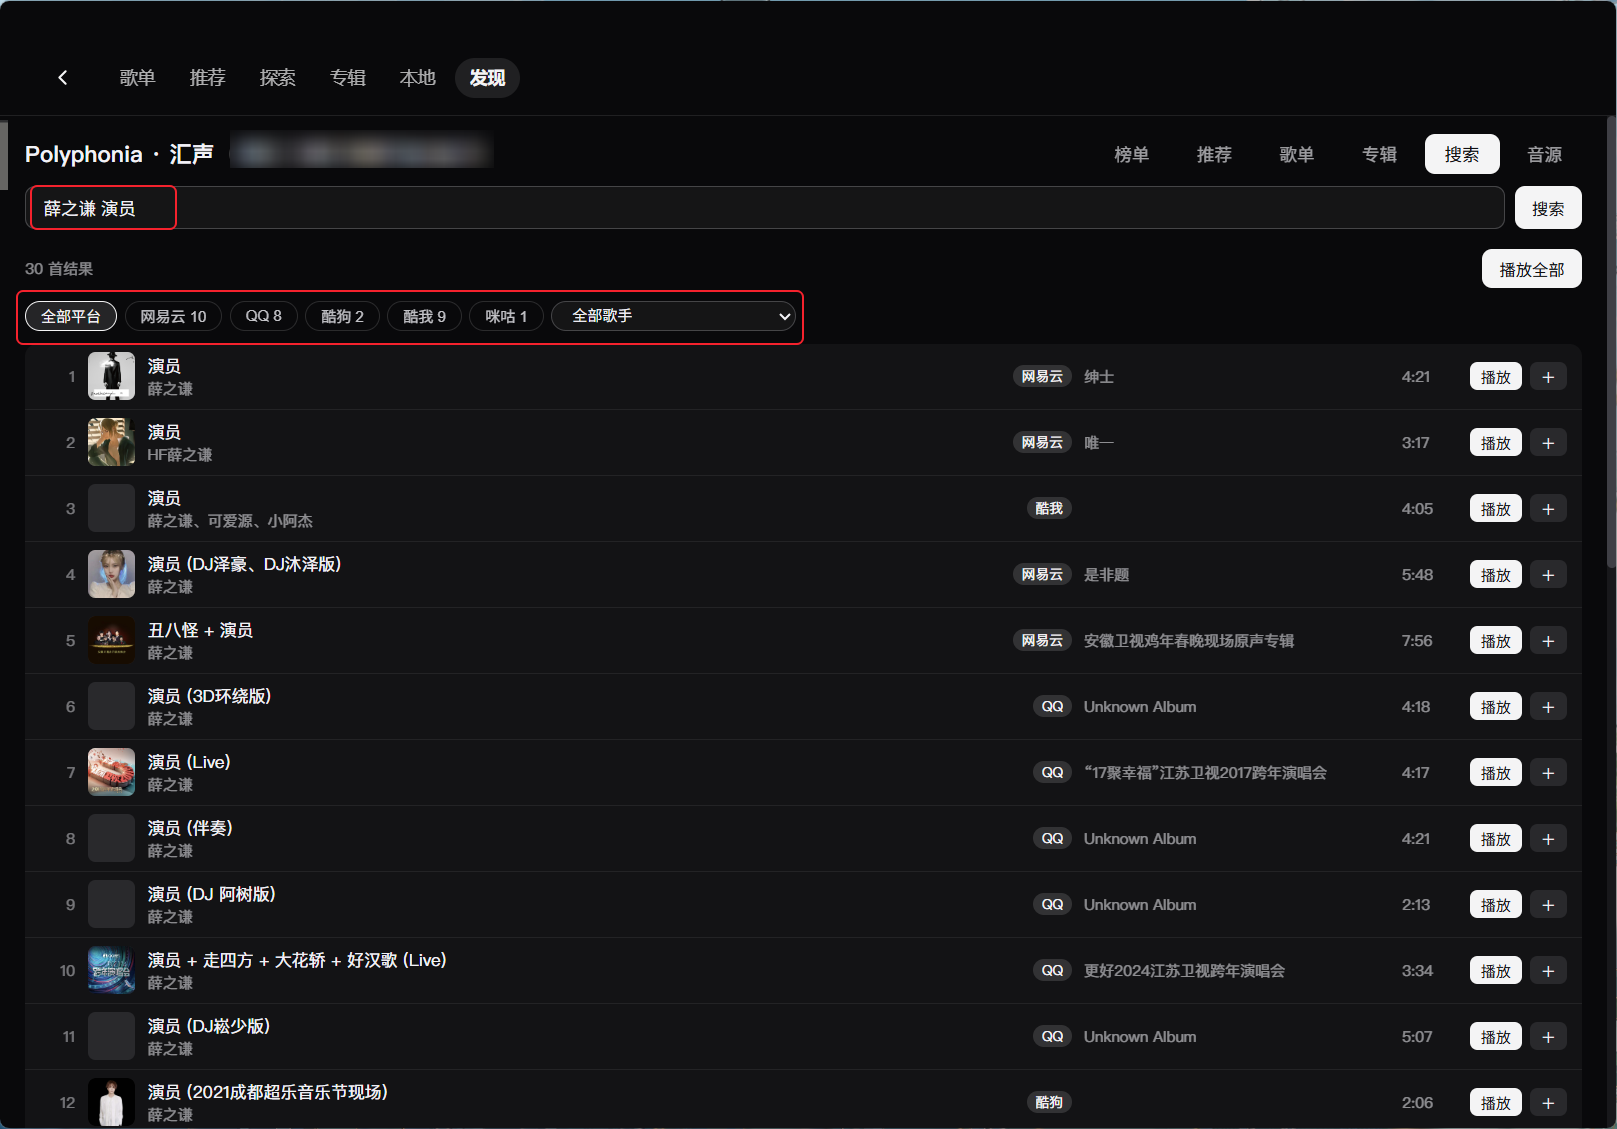 歌单 推荐 探索 专辑 本地 发现
Polyphonia · 汇声
榜单 推荐 歌单 专辑 搜索 音源
薛之谦 演员
搜索
30 首结果
播放全部
全部平台 网易云 10 QQ 8 酷狗 2 酷我 9 咪咕 1 全部歌手
1 演员 网易云 绅士 4:21 播放 +
薛之谦
2 演员 网易云 唯一 3:17 播放 +
HF薛之谦
3 演员 酷我 4:05 播放 +
薛之谦、可爱源、小阿杰
4 演员 (DJ泽豪、DJ沐泽版) 网易云 是非题 5:48 播放 +
薛之谦
5 丑八怪 + 演员 网易云 安徽卫视鸡年春晚现场原声专辑 7:56 播放 +
薛之谦
6 演员 (3D环绕版) QQ Unknown Album 4:18 播放 +
薛之谦
7 演员 (Live) QQ “17聚幸福”江苏卫视2017跨年演唱会 4:17 播放 +
薛之谦
8 演员 (伴奏) QQ Unknown Album 4:21 播放 +
薛之谦
9 演员 (DJ 阿树版) QQ Unknown Album 2:13 播放 +
薛之谦
10 演员 + 走四方 + 大花轿 + 好汉歌 (Live) QQ 更好2024江苏卫视跨年演唱会 3:34 播放 +
薛之谦
11 演员 (DJ崧少版) QQ Unknown Album 5:07 播放 +
薛之谦
12 演员 (2021成都超乐音乐节现场) 酷狗 2:06 播放 +
薛之谦